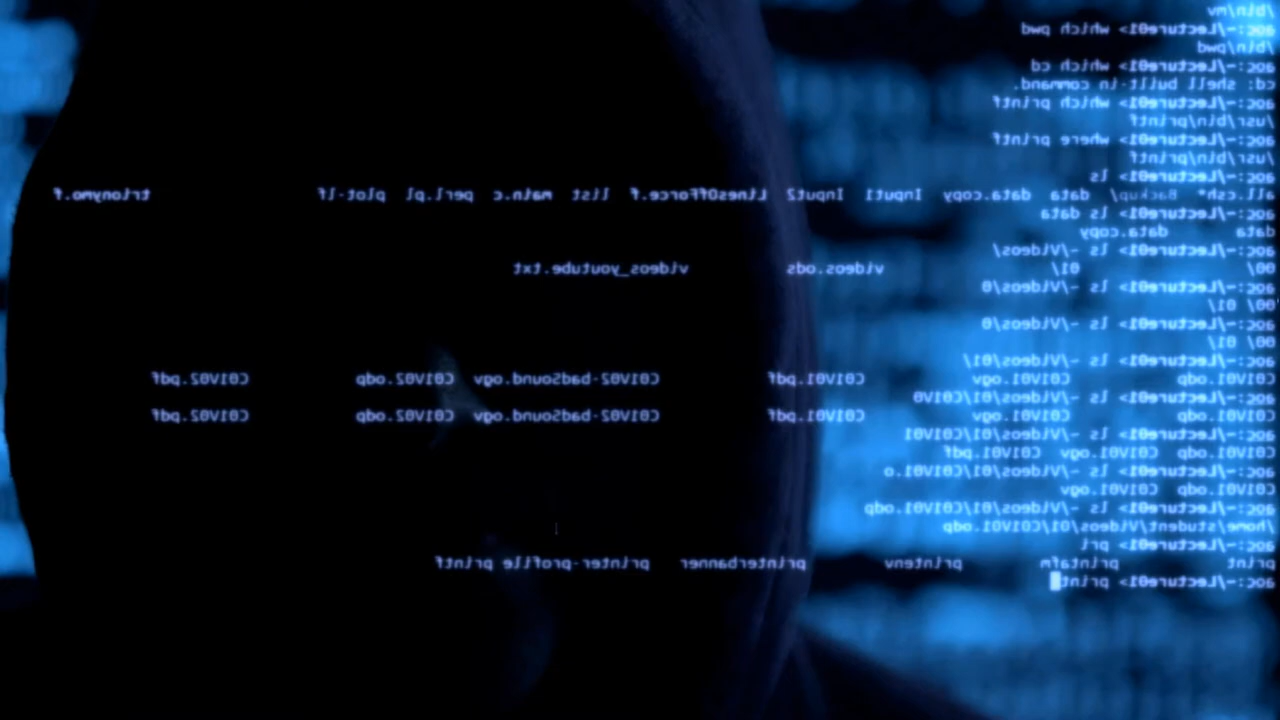 /bin/mv
aoc:~/Lecture01> which pwd
/bin/pwd
aoc:~/Lecture01> which cd
cd: shell built-in command.
aoc:~/Lecture01> which printf
/usr/bin/printf
aoc:~/Lecture01> where printf
/usr/bin/printf
aoc:~/Lecture01> ls
all.csh* Backup/ data data.copy Input1 Input2 LinesOfForce.f list main.c perl.pl plot-lf trionymo.f
aoc:~/Lecture01> ls data
data data.copy
aoc:~/Lecture01> ls ~/Videos/
00/ 01/ videos.ods videos_youtube.txt
aoc:~/Lecture01> ls ~/Videos/0
00/ 01/
aoc:~/Lecture01> ls ~/Videos/0
00/ 01/
aoc:~/Lecture01> ls ~/Videos/01/
C01V01.odp C01V01.ogv C01V01.pdf C01V02-badSound.ogv C01V02.odp C01V02.pdf
aoc:~/Lecture01> ls ~/Videos/01/C01V0
C01V01.odp C01V01.ogv C01V01.pdf C01V02-badSound.ogv C01V02.odp C01V02.pdf
aoc:~/Lecture01> ls ~/Videos/01/C01V01
C01V01.odp C01V01.ogv C01V01.pdf
aoc:~/Lecture01> ls ~/Videos/01/C01V01.o
C01V01.odp C01V01.ogv
aoc:~/Lecture01> ls ~/Videos/01/C01V01.odp
/home/student/Videos/01/C01V01.odp
aoc:~/Lecture01> pri
print printafm printenv printerbanner printer-profile printf
aoc:~/Lecture01> print